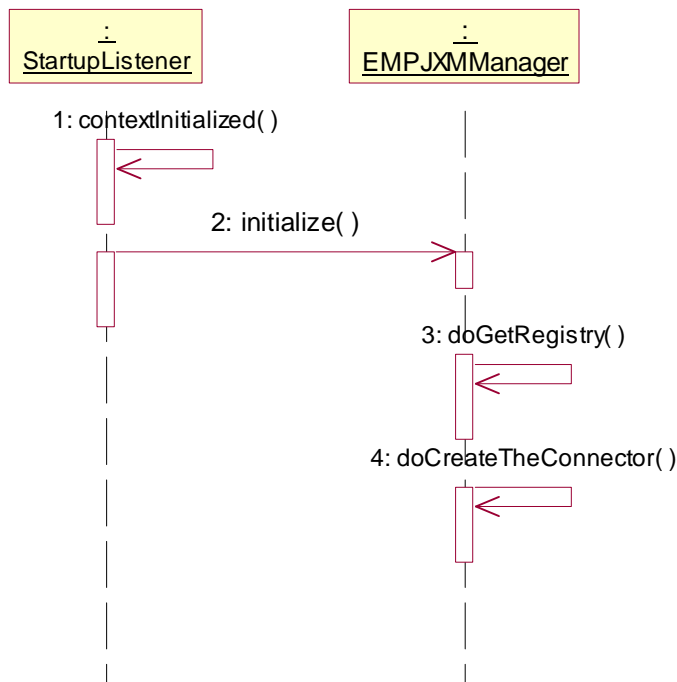 :
StartupListener
:
EMPJXMManager
1: contextInitialized( )
2: initialize( )
3: doGetRegistry( )
4: doCreateTheConnector( )